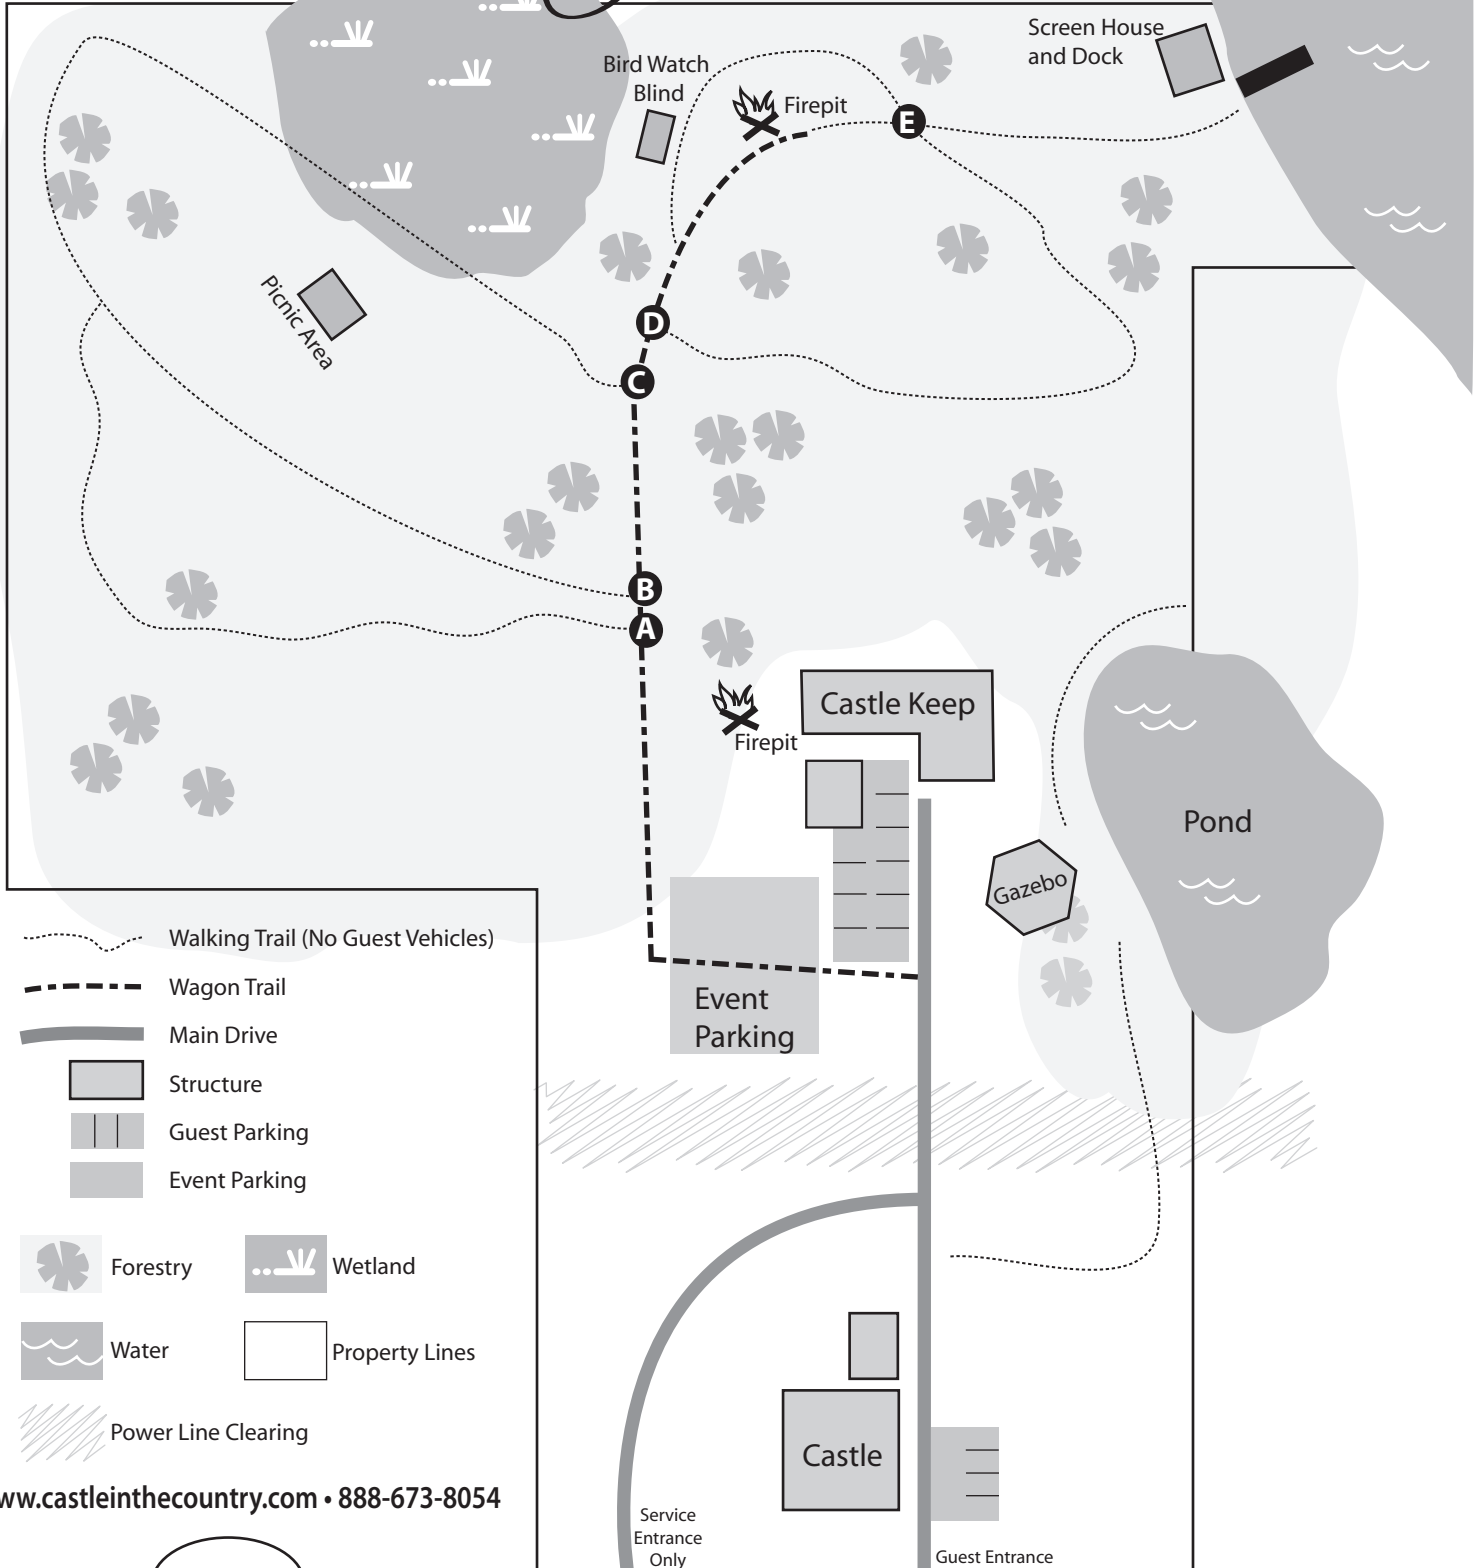 Screen House
and Dock
Bird Watch
Blind
Firepit
E
Picnic Area
D
C
B
A
Castle Keep
Firepit
Pond
Gazebo
Event
Parking
Walking Trail (No Guest Vehicles)
Wagon Trail
Main Drive
Structure
Guest Parking
Event Parking
Forestry
Wetland
Water
Property Lines
Power Line Clearing
Castle
ww.castleinthecountry.com • 888-673-8054
Service
Entrance
Only
Guest Entrance